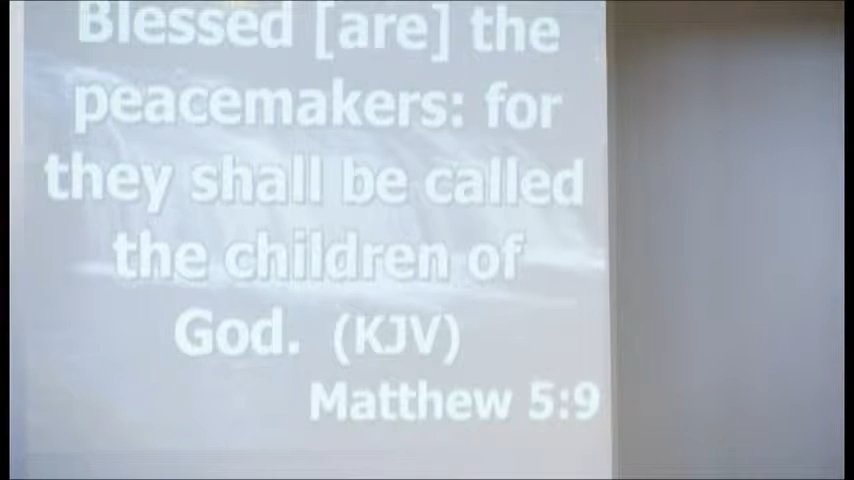 Blessed [are] the
peacemakers: for
they shall be called
the children of
God. (KJV)
Matthew 5:9